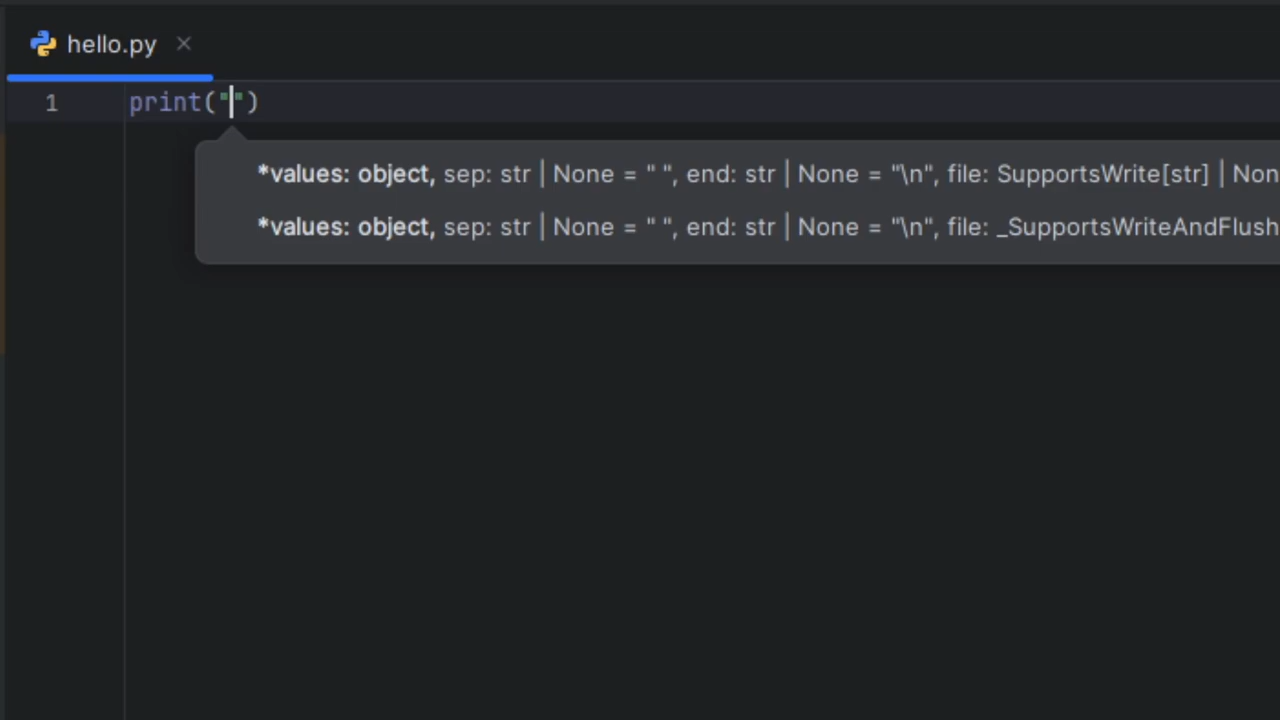 hello.py
1 print("")
*values: object, sep: str | None = " ", end: str | None = "\n", file: SupportsWrite[str] | Non
*values: object, sep: str | None = " ", end: str | None = "\n", file: _SupportsWriteAndFlush